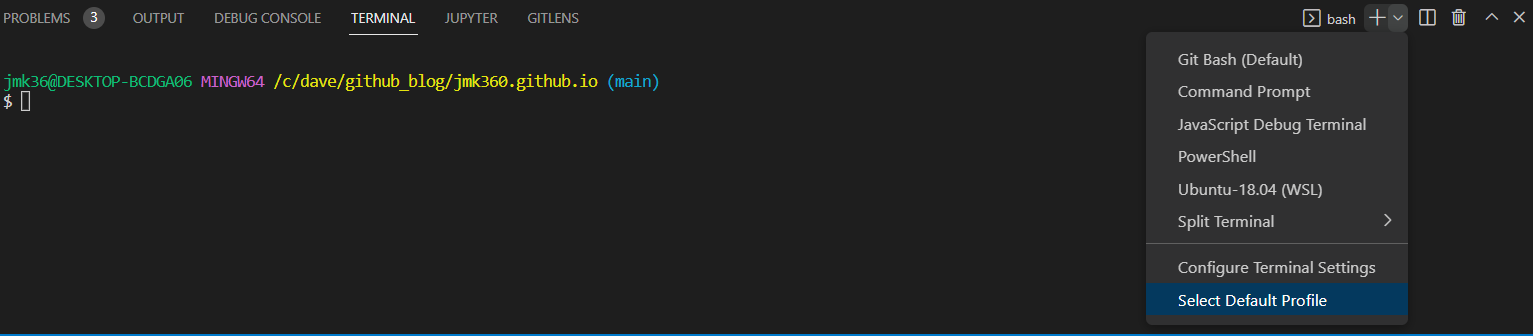 PROBLEMS 3 OUTPUT DEBUG CONSOLE TERMINAL JUPYTER GITLENS bash
jmk36@DESKTOP-BCDGA06 MINGW64 /c/dave/github_blog/jmk360.github.io (main)
$
Git Bash (Default)
Command Prompt
JavaScript Debug Terminal
PowerShell
Ubuntu-18.04 (WSL)
Split Terminal
Configure Terminal Settings
Select Default Profile